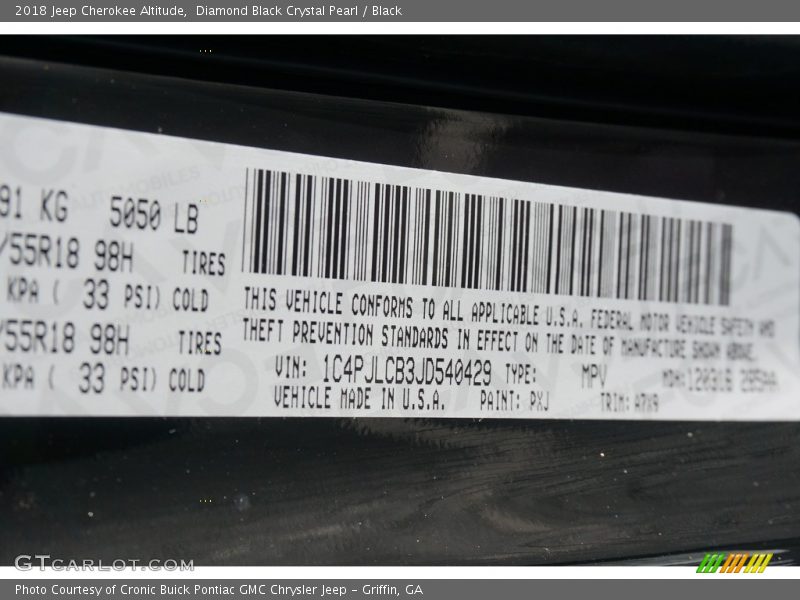 2018 Jeep Cherokee Altitude, Diamond Black Crystal Pearl / Black
91 KG 5050 LB
/55R18 98H TIRES
KPA ( 33 PSI) COLD
/55R18 98H TIRES
KPA ( 33 PSI) COLD
THIS VEHICLE CONFORMS TO ALL APPLICABLE U.S.A. FEDERAL MOTOR VEHICLE SAFETY AND
THEFT PREVENTION STANDARDS IN EFFECT ON THE DATE OF MANUFACTURE SHOWN ABOVE.
VIN: 1C4PJLCB3JD540429 TYPE: MPV MDH:
VEHICLE MADE IN U.S.A. PAINT: PXJ TRIM: A7X9
GTCARLOT.COM
Photo Courtesy of Cronic Buick Pontiac GMC Chrysler Jeep - Griffin, GA